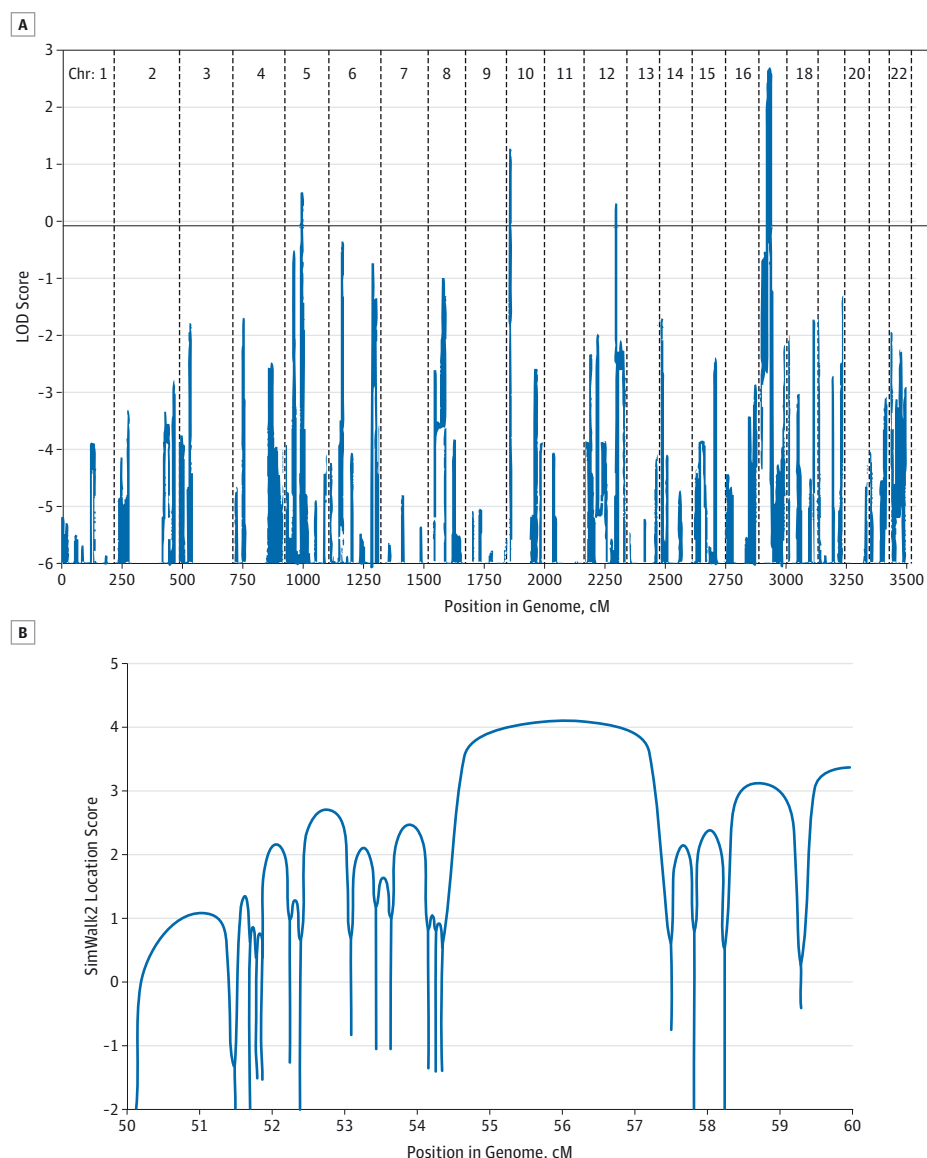 A
3
2
1
0
-1
-2
-3
-4
-5
-6
LOD Score
Chr: 1 2 3 4 5 6 7 8 9 10 11 12 13 14 15 16 18 20 22
0 250 500 750 1000 1250 1500 1750 2000 2250 2500 2750 3000 3250 3500
Position in Genome, cM
B
5
4
3
2
1
0
-1
-2
SimWalk2 Location Score
50 51 52 53 54 55 56 57 58 59 60
Position in Genome, cM